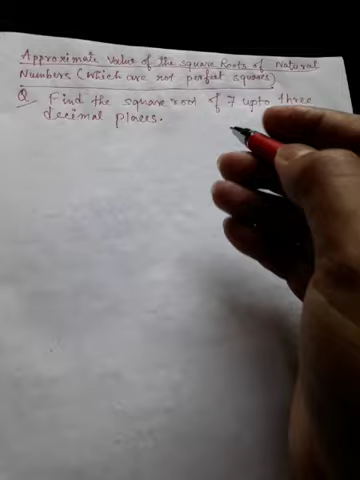 Approximate Value of the square Roots of Natural
Numbers (Which are not perfect squares)
Q Find the square root of 7 upto three
decimal places.